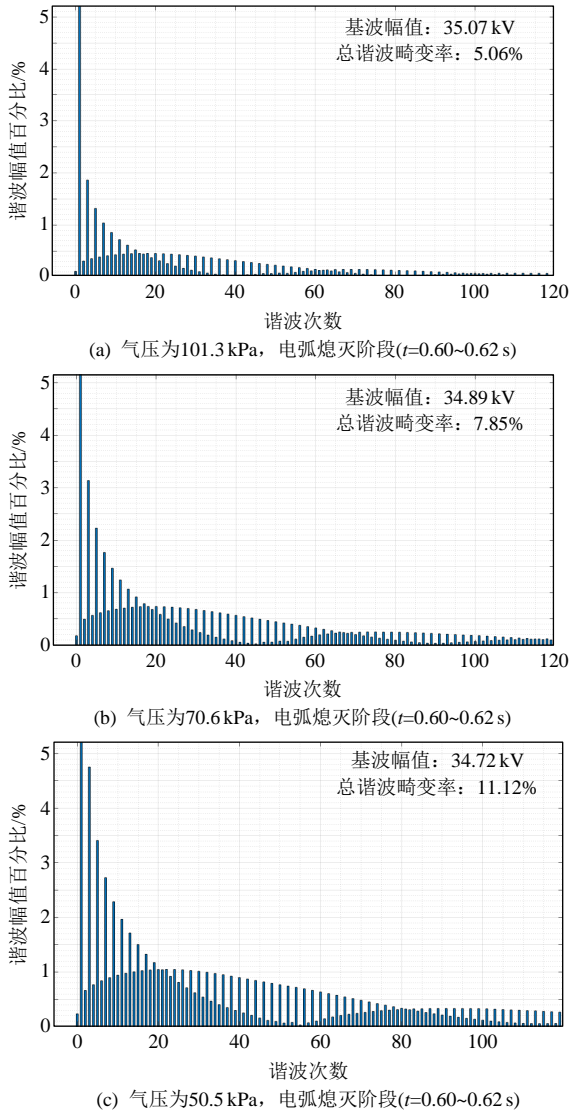 基波幅值：35.07 kV
总谐波畸变率：5.06%
谐波幅值百分比/%
5
4
3
2
1
0
0 20 40 60 80 100 120
谐波次数
(a) 气压为101.3 kPa，电弧熄灭阶段(t=0.60~0.62 s)
基波幅值：34.89 kV
总谐波畸变率：7.85%
谐波幅值百分比/%
5
4
3
2
1
0
0 20 40 60 80 100 120
谐波次数
(b) 气压为70.6 kPa，电弧熄灭阶段(t=0.60~0.62 s)
基波幅值：34.72 kV
总谐波畸变率：11.12%
谐波幅值百分比/%
5
4
3
2
1
0
0 20 40 60 80 100
谐波次数
(c) 气压为50.5 kPa，电弧熄灭阶段(t=0.60~0.62 s)